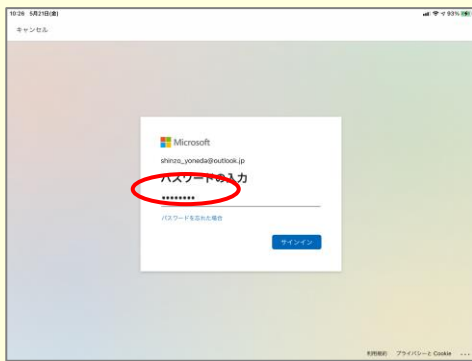 10:26 5月21日(金)
93%
キャンセル
Microsoft
shinzo_yoneda@outlook.jp
パスワードの入力
••••••••
パスワードを忘れた場合
サインイン
利用規約 プライバシーと Cookie ...